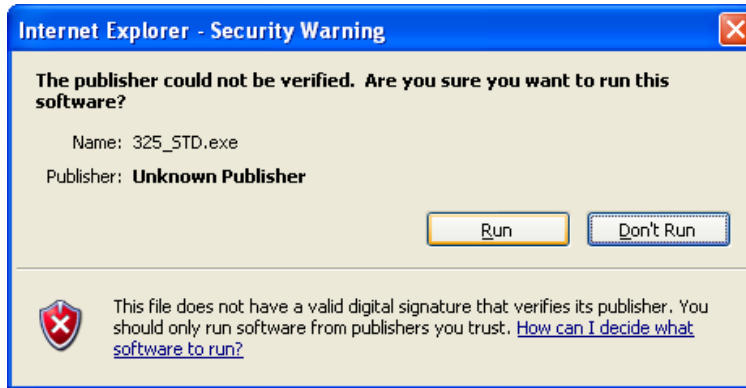 Internet Explorer - Security Warning
The publisher could not be verified. Are you sure you want to run this
software?
Name: 325_STD.exe
Publisher: Unknown Publisher
Run Don't Run
This file does not have a valid digital signature that verifies its publisher. You
should only run software from publishers you trust. How can I decide what
software to run?